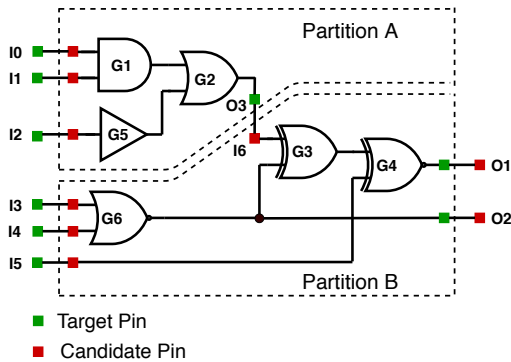 Partition A
I0
I1
G1
G2
O3
I2
G5
I6
G3
G4
O1
I3
I4
G6
O2
I5
Partition B
Target Pin
Candidate Pin